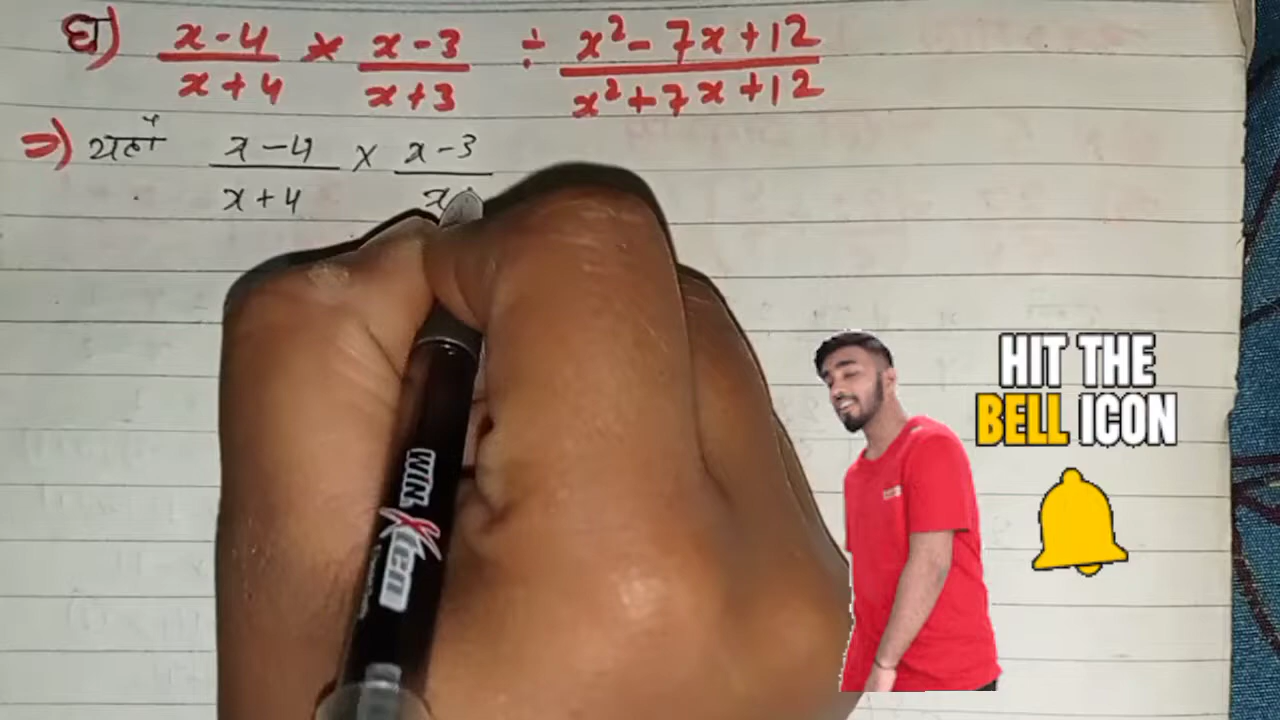 घ) x-4/x+4 * x-3/x+3 ÷ x²-7x+12/x²+7x+12
=) यहाँ x-4/x+4 × x-3/x
HIT THE
BELL ICON
WIN